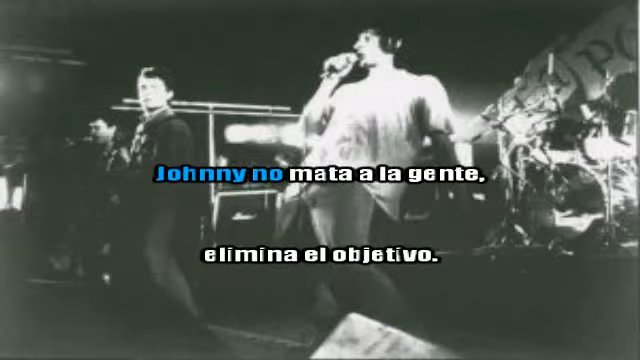 Johnny no mata a la gente,
elimina el objetivo.